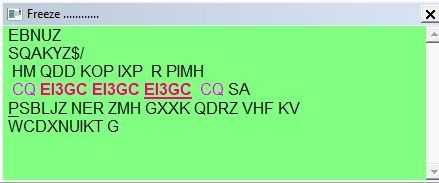 Freeze ............
EBNUZ
SQAKYZ$/
HM QDD KOP IXP R PIMH
CQ EI3GC EI3GC EI3GC CQ SA
PSBLJZ NER ZMH GXXK QDRZ VHF KV
WCDXNUIKT G